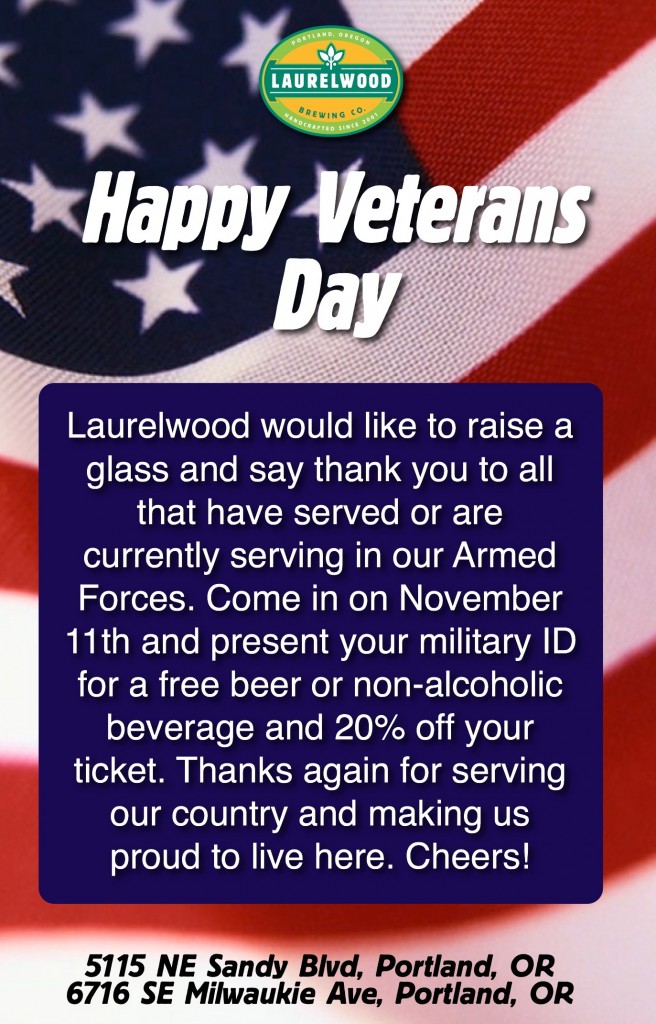 PORTLAND, OREGON
LAURELWOOD
BREWING CO.
HANDCRAFTED SINCE 2001
Happy Veterans
Day
Laurelwood would like to raise a
glass and say thank you to all
that have served or are
currently serving in our Armed
Forces. Come in on November
11th and present your military ID
for a free beer or non-alcoholic
beverage and 20% off your
ticket. Thanks again for serving
our country and making us
proud to live here. Cheers!
5115 NE Sandy Blvd, Portland, OR
6716 SE Milwaukie Ave, Portland, OR